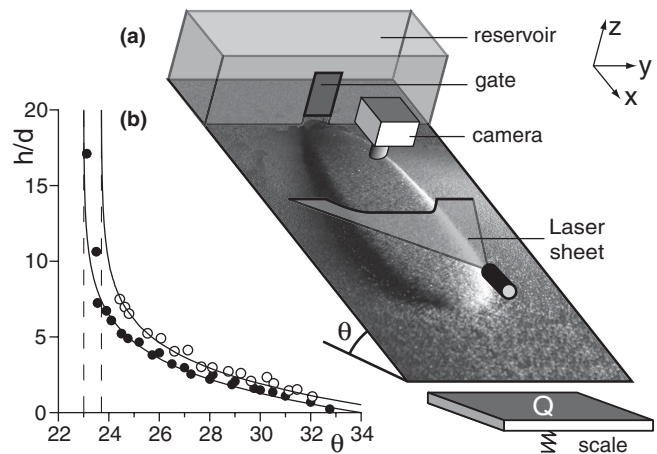 (a)
reservoir
gate
camera
Laser
sheet
z
y
x
(b)
h/d
20
15
10
5
0
22 24 26 28 30 32 34
θ
θ
Q
scale